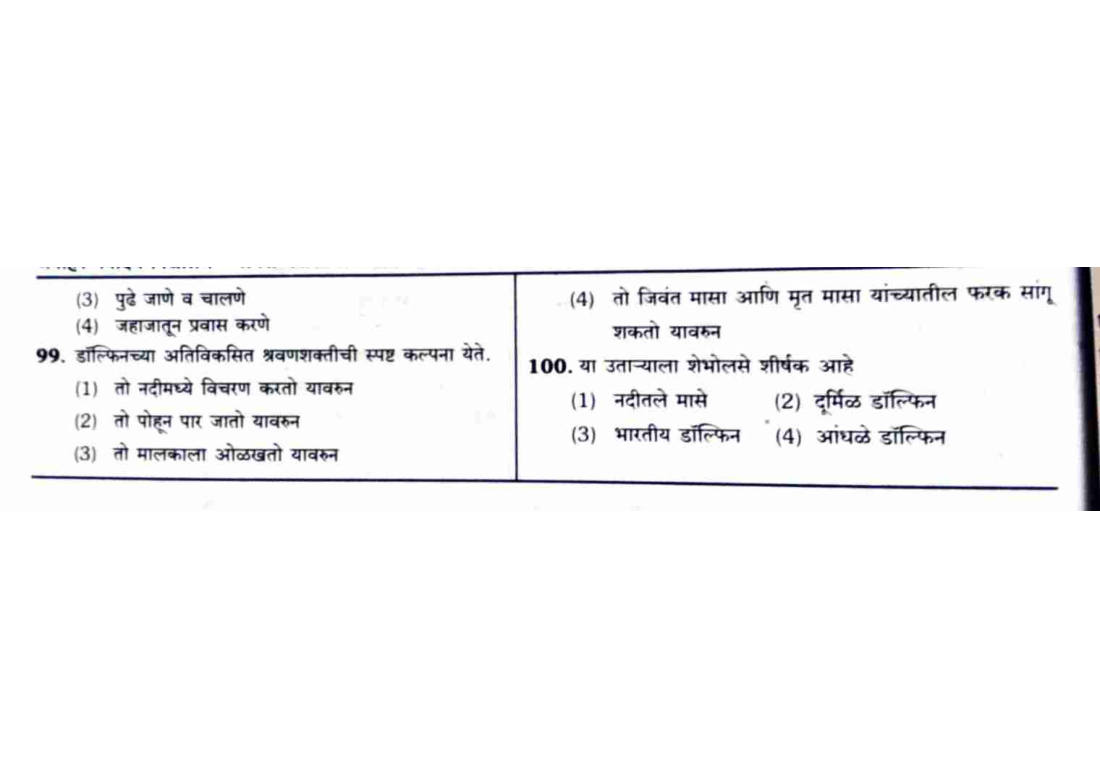 (3) पुढे जाणे व चालणे
(4) जहाजातून प्रवास करणे
99. डॉल्फिनच्या अतिविकसित श्रवणशक्तीची स्पष्ट कल्पना येते.
(1) तो नदीमध्ये विचरण करतो यावरुन
(2) तो पोहून पार जातो यावरुन
(3) तो मालकाला ओळखतो यावरुन
(4) तो जिवंत मासा आणि मृत मासा यांच्यातील फरक सांगू
शकतो यावरुन
100. या उताऱ्याला शेभोलसे शीर्षक आहे
(1) नदीतले मासे (2) दूर्मिळ डॉल्फिन
(3) भारतीय डॉल्फिन (4) आंधळे डॉल्फिन